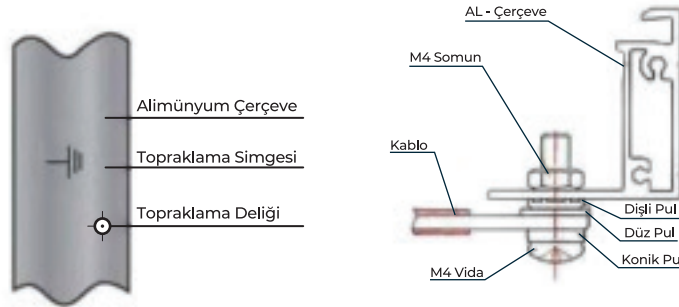 Alimünyum Çerçeve
Topraklama Simgesi
Topraklama Deliği
AL - Çerçeve
M4 Somun
Kablo
Dişli Pul
Düz Pul
Konik Pu
M4 Vida